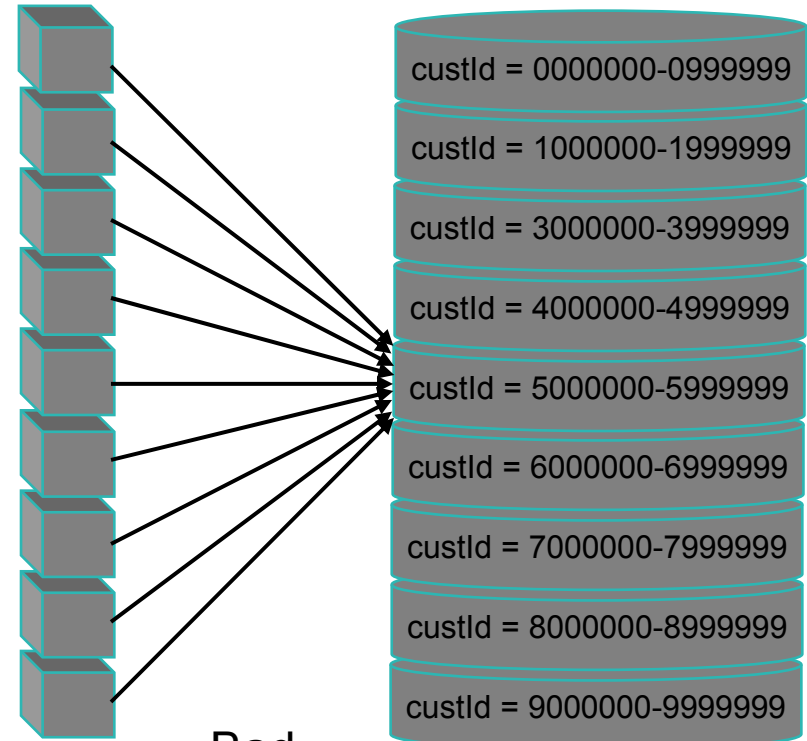 custId = 0000000-0999999
custId = 1000000-1999999
custId = 3000000-3999999
custId = 4000000-4999999
custId = 5000000-5999999
custId = 6000000-6999999
custId = 7000000-7999999
custId = 8000000-8999999
custId = 9000000-9999999